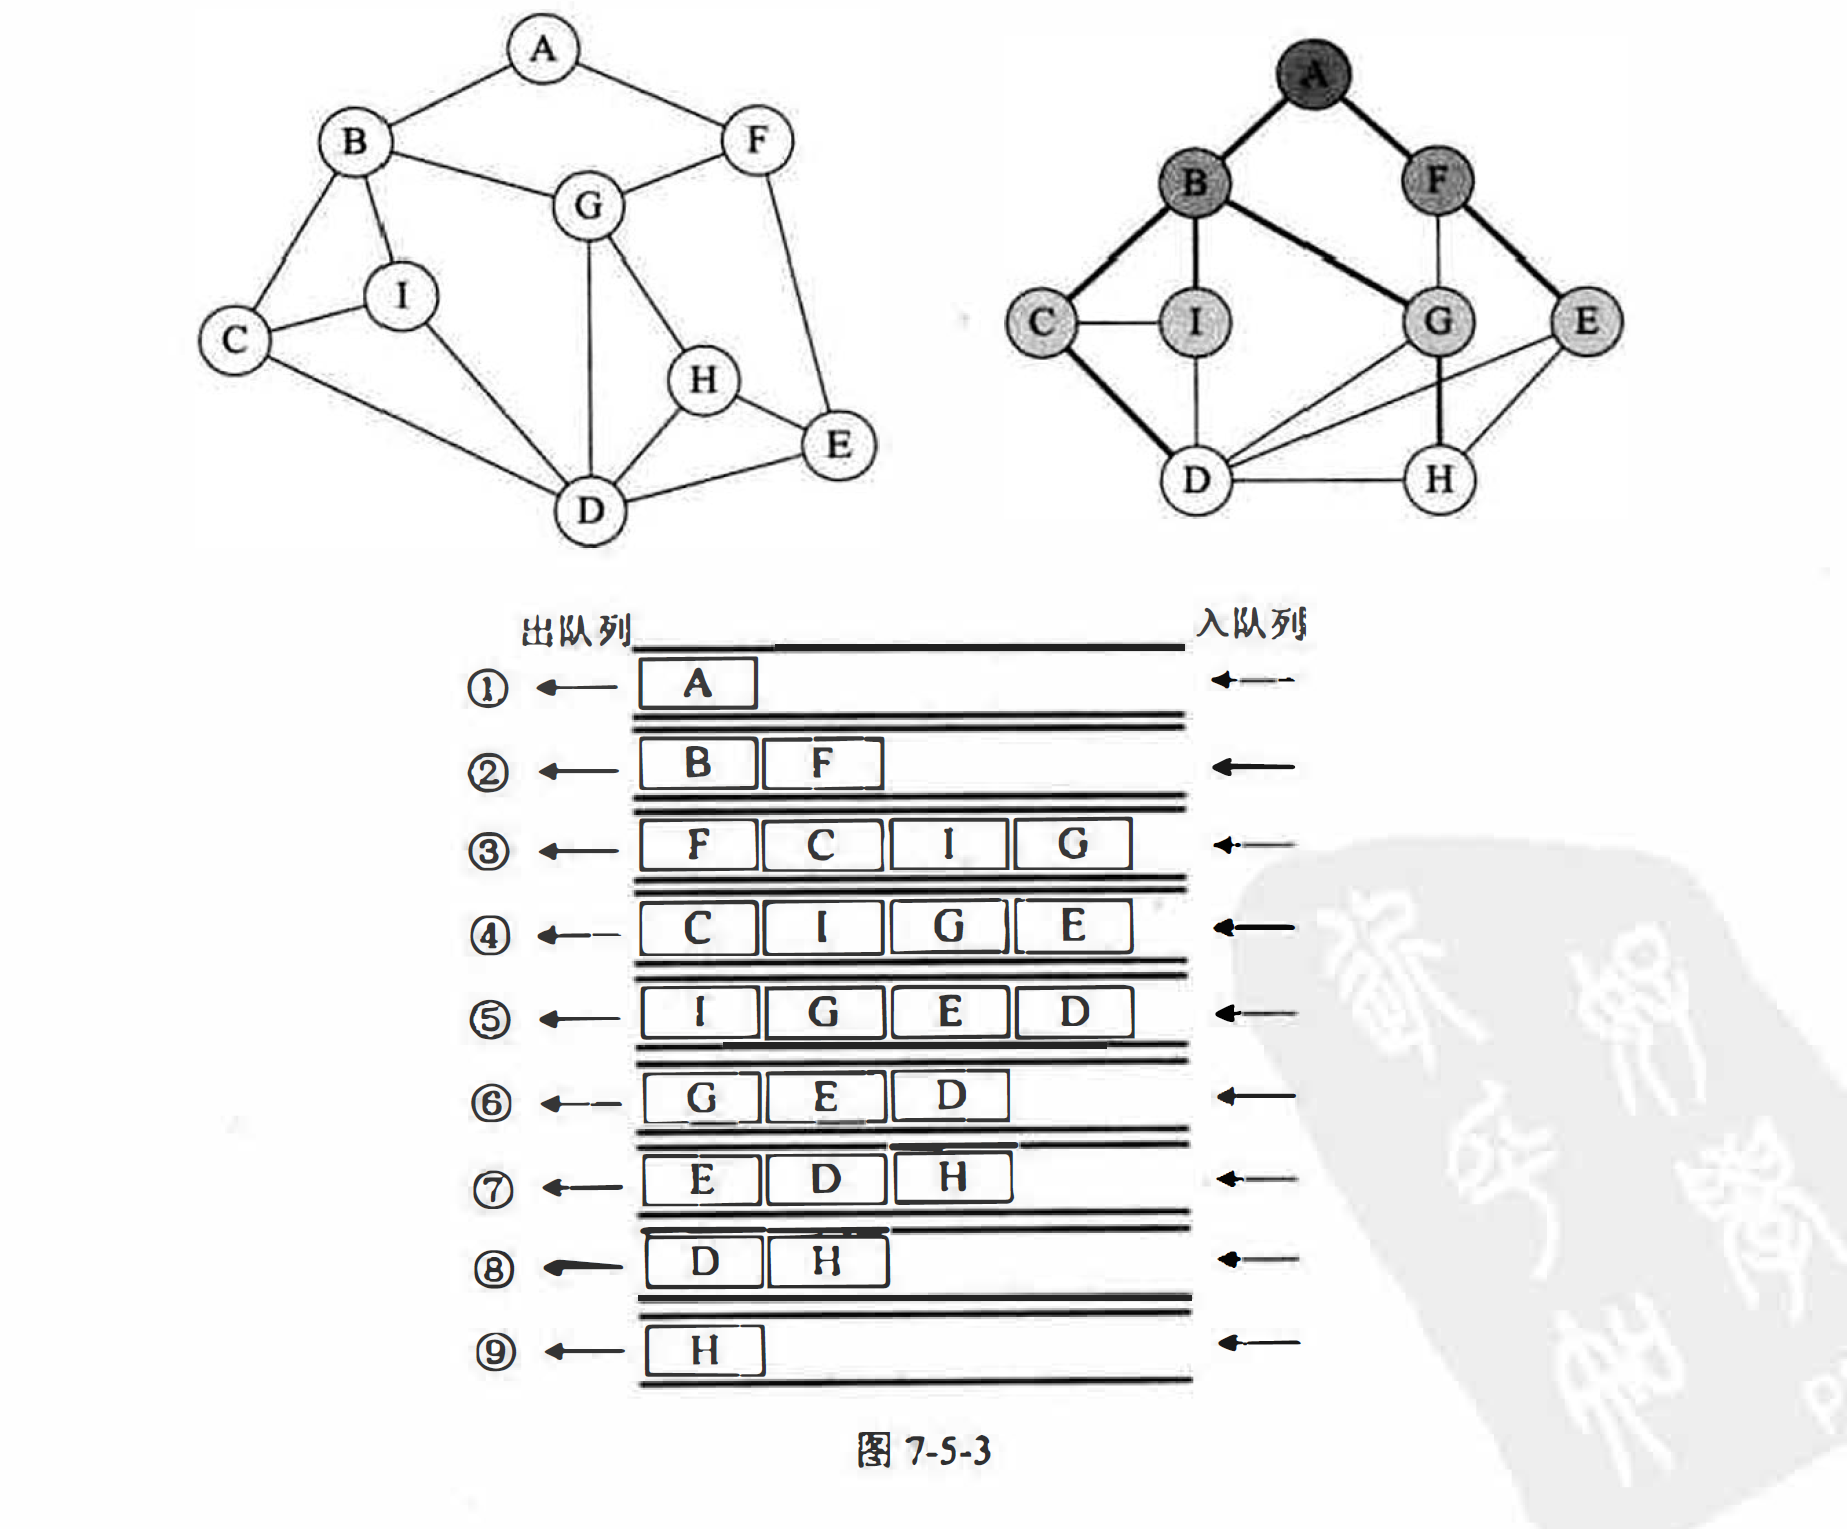 A
B
F
G
I
C
H
E
D
A
B
F
C I G E
D H
出队列 入队列
① A
② B F
③ F C I G
④ C I G E
⑤ I G E D
⑥ G E D
⑦ E D H
⑧ D H
⑨ H
图 7-5-3